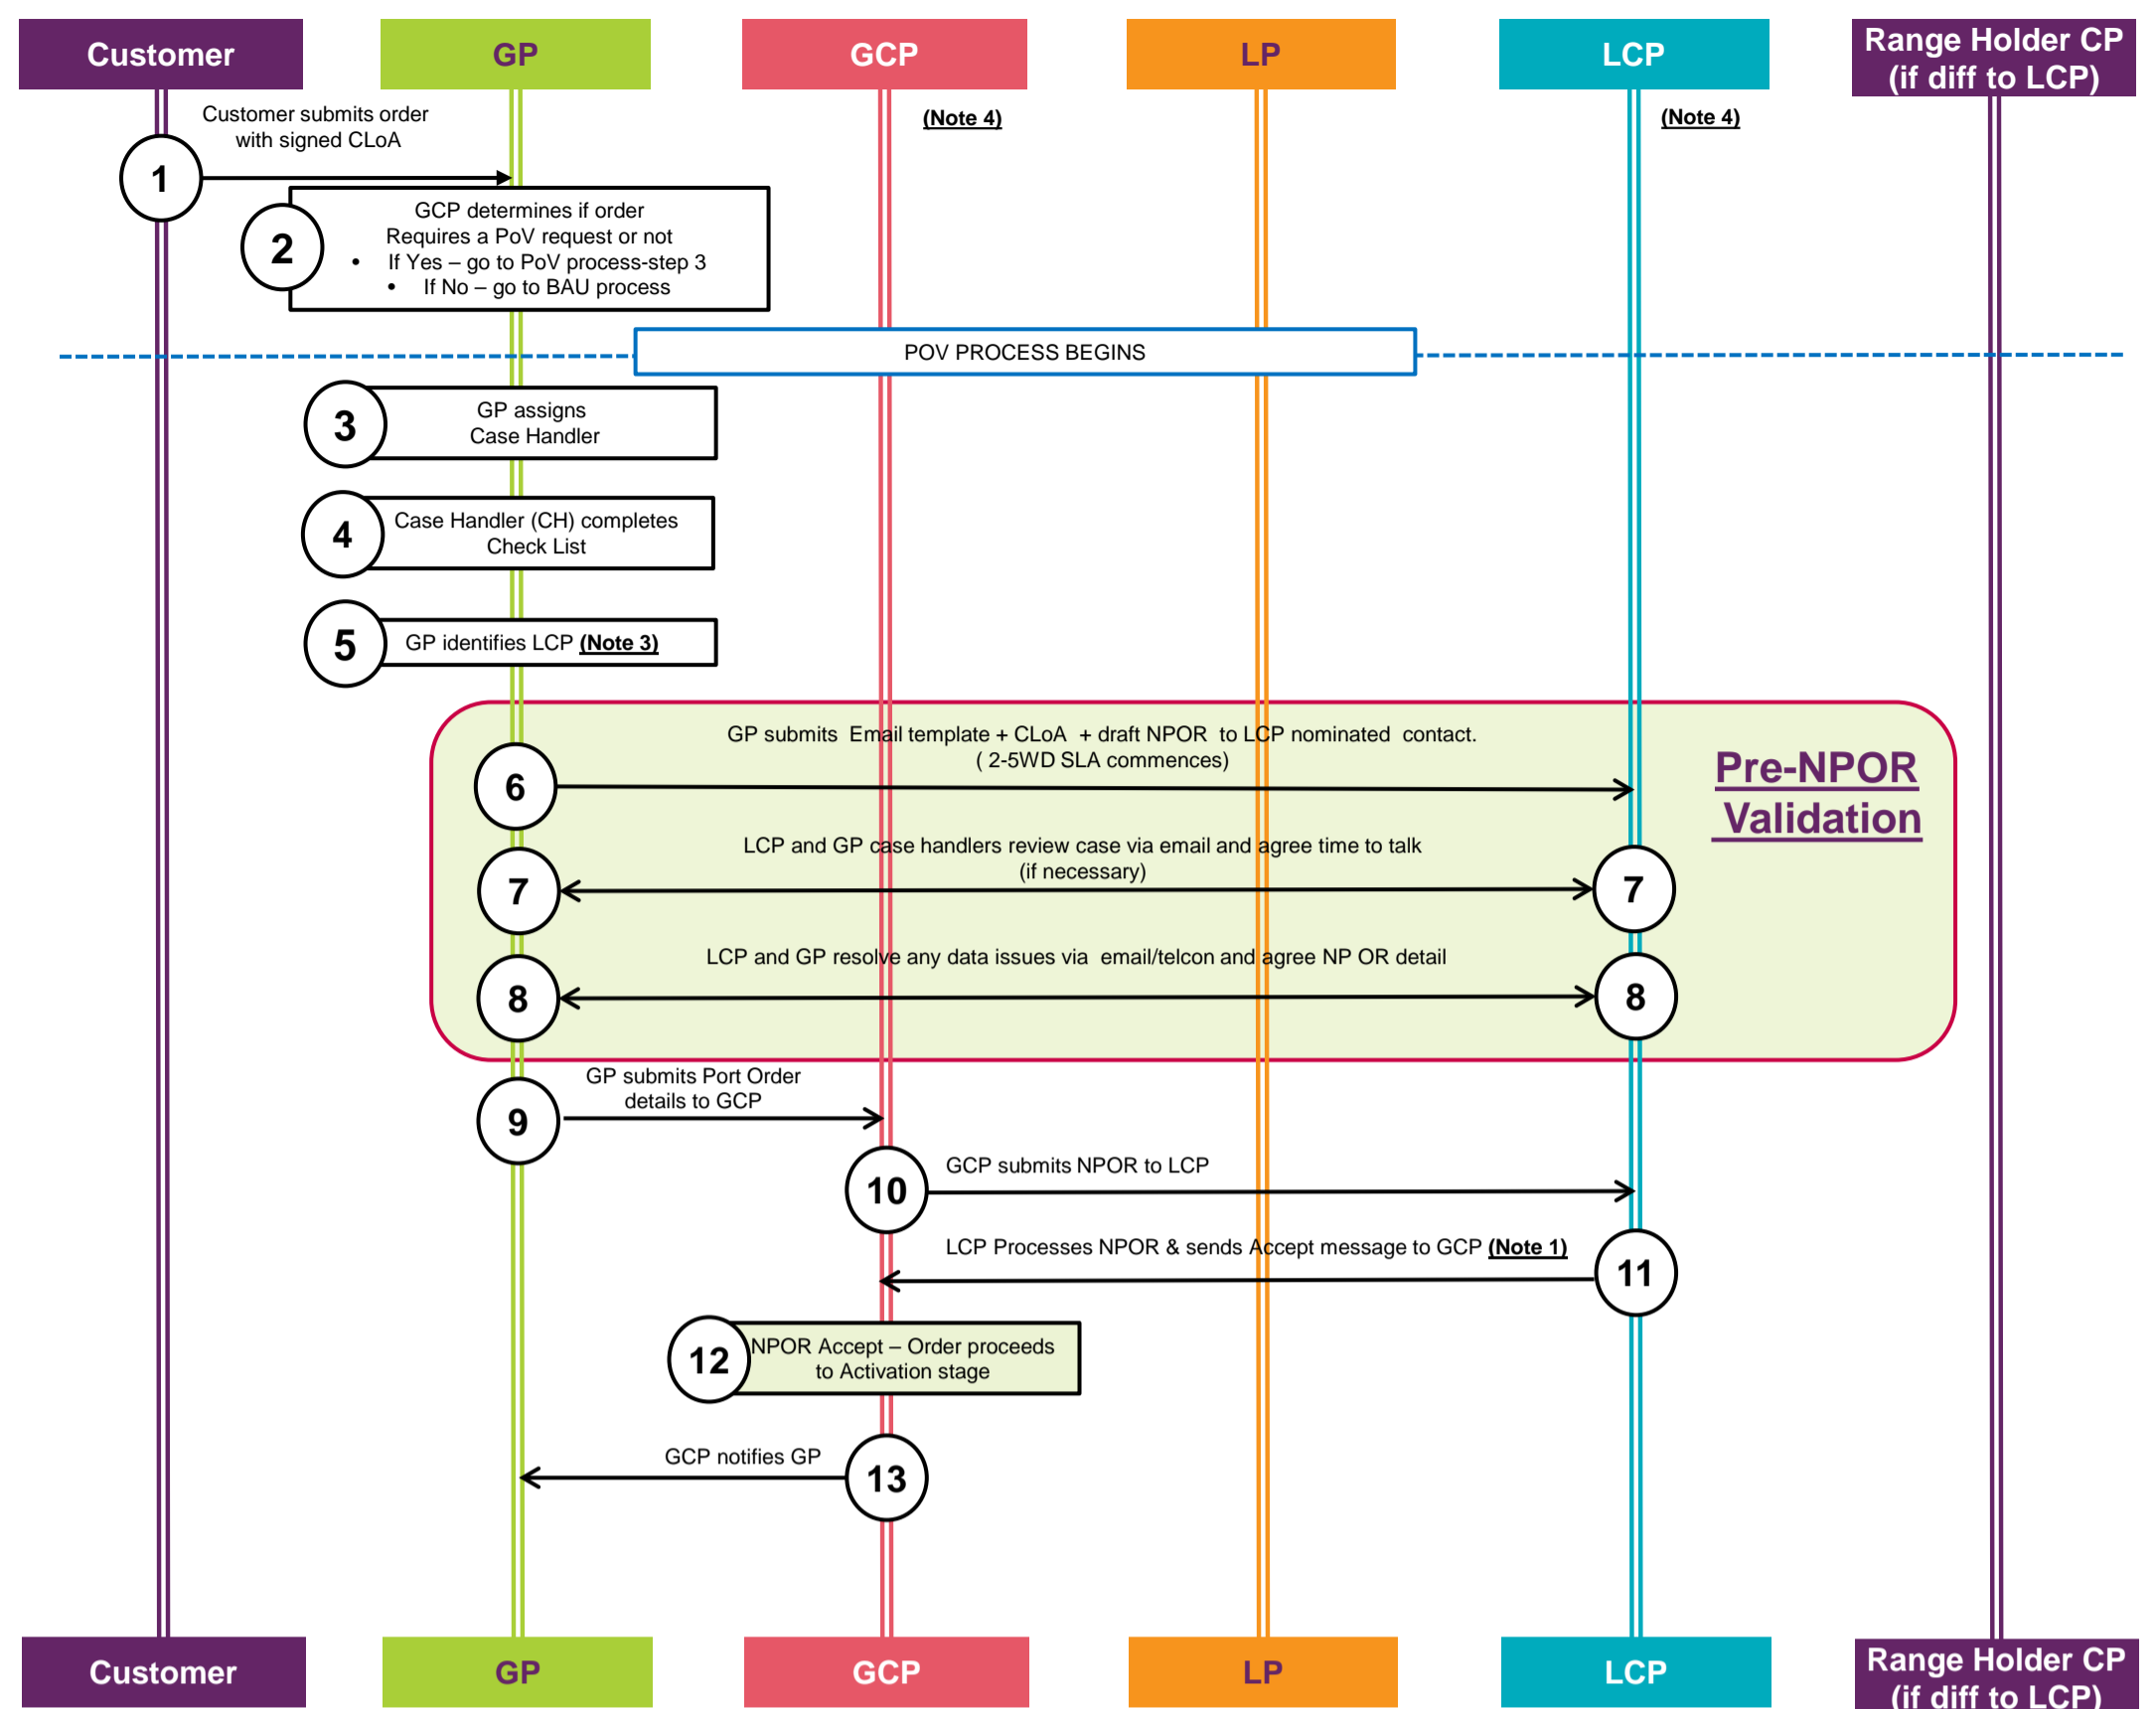 Customer
GP
GCP
LP
LCP
Range Holder CP
(if diff to LCP)
(Note 4)
(Note 4)
Customer submits order
with signed CLoA
1
2
GCP determines if order
Requires a PoV request or not
• If Yes – go to PoV process-step 3
• If No – go to BAU process
POV PROCESS BEGINS
3
GP assigns
Case Handler
4
Case Handler (CH) completes
Check List
5
GP identifies LCP (Note 3)
GP submits Email template + CLoA + draft NPOR to LCP nominated contact.
( 2-5WD SLA commences)
Pre-NPOR
Validation
6
LCP and GP case handlers review case via email and agree time to talk
(if necessary)
7
7
LCP and GP resolve any data issues via email/telcon and agree NP OR detail
8
8
GP submits Port Order
details to GCP
9
GCP submits NPOR to LCP
10
LCP Processes NPOR & sends Accept message to GCP (Note 1)
11
12
NPOR Accept – Order proceeds
to Activation stage
GCP notifies GP
13
Customer
GP
GCP
LP
LCP
Range Holder CP
(if diff to LCP)